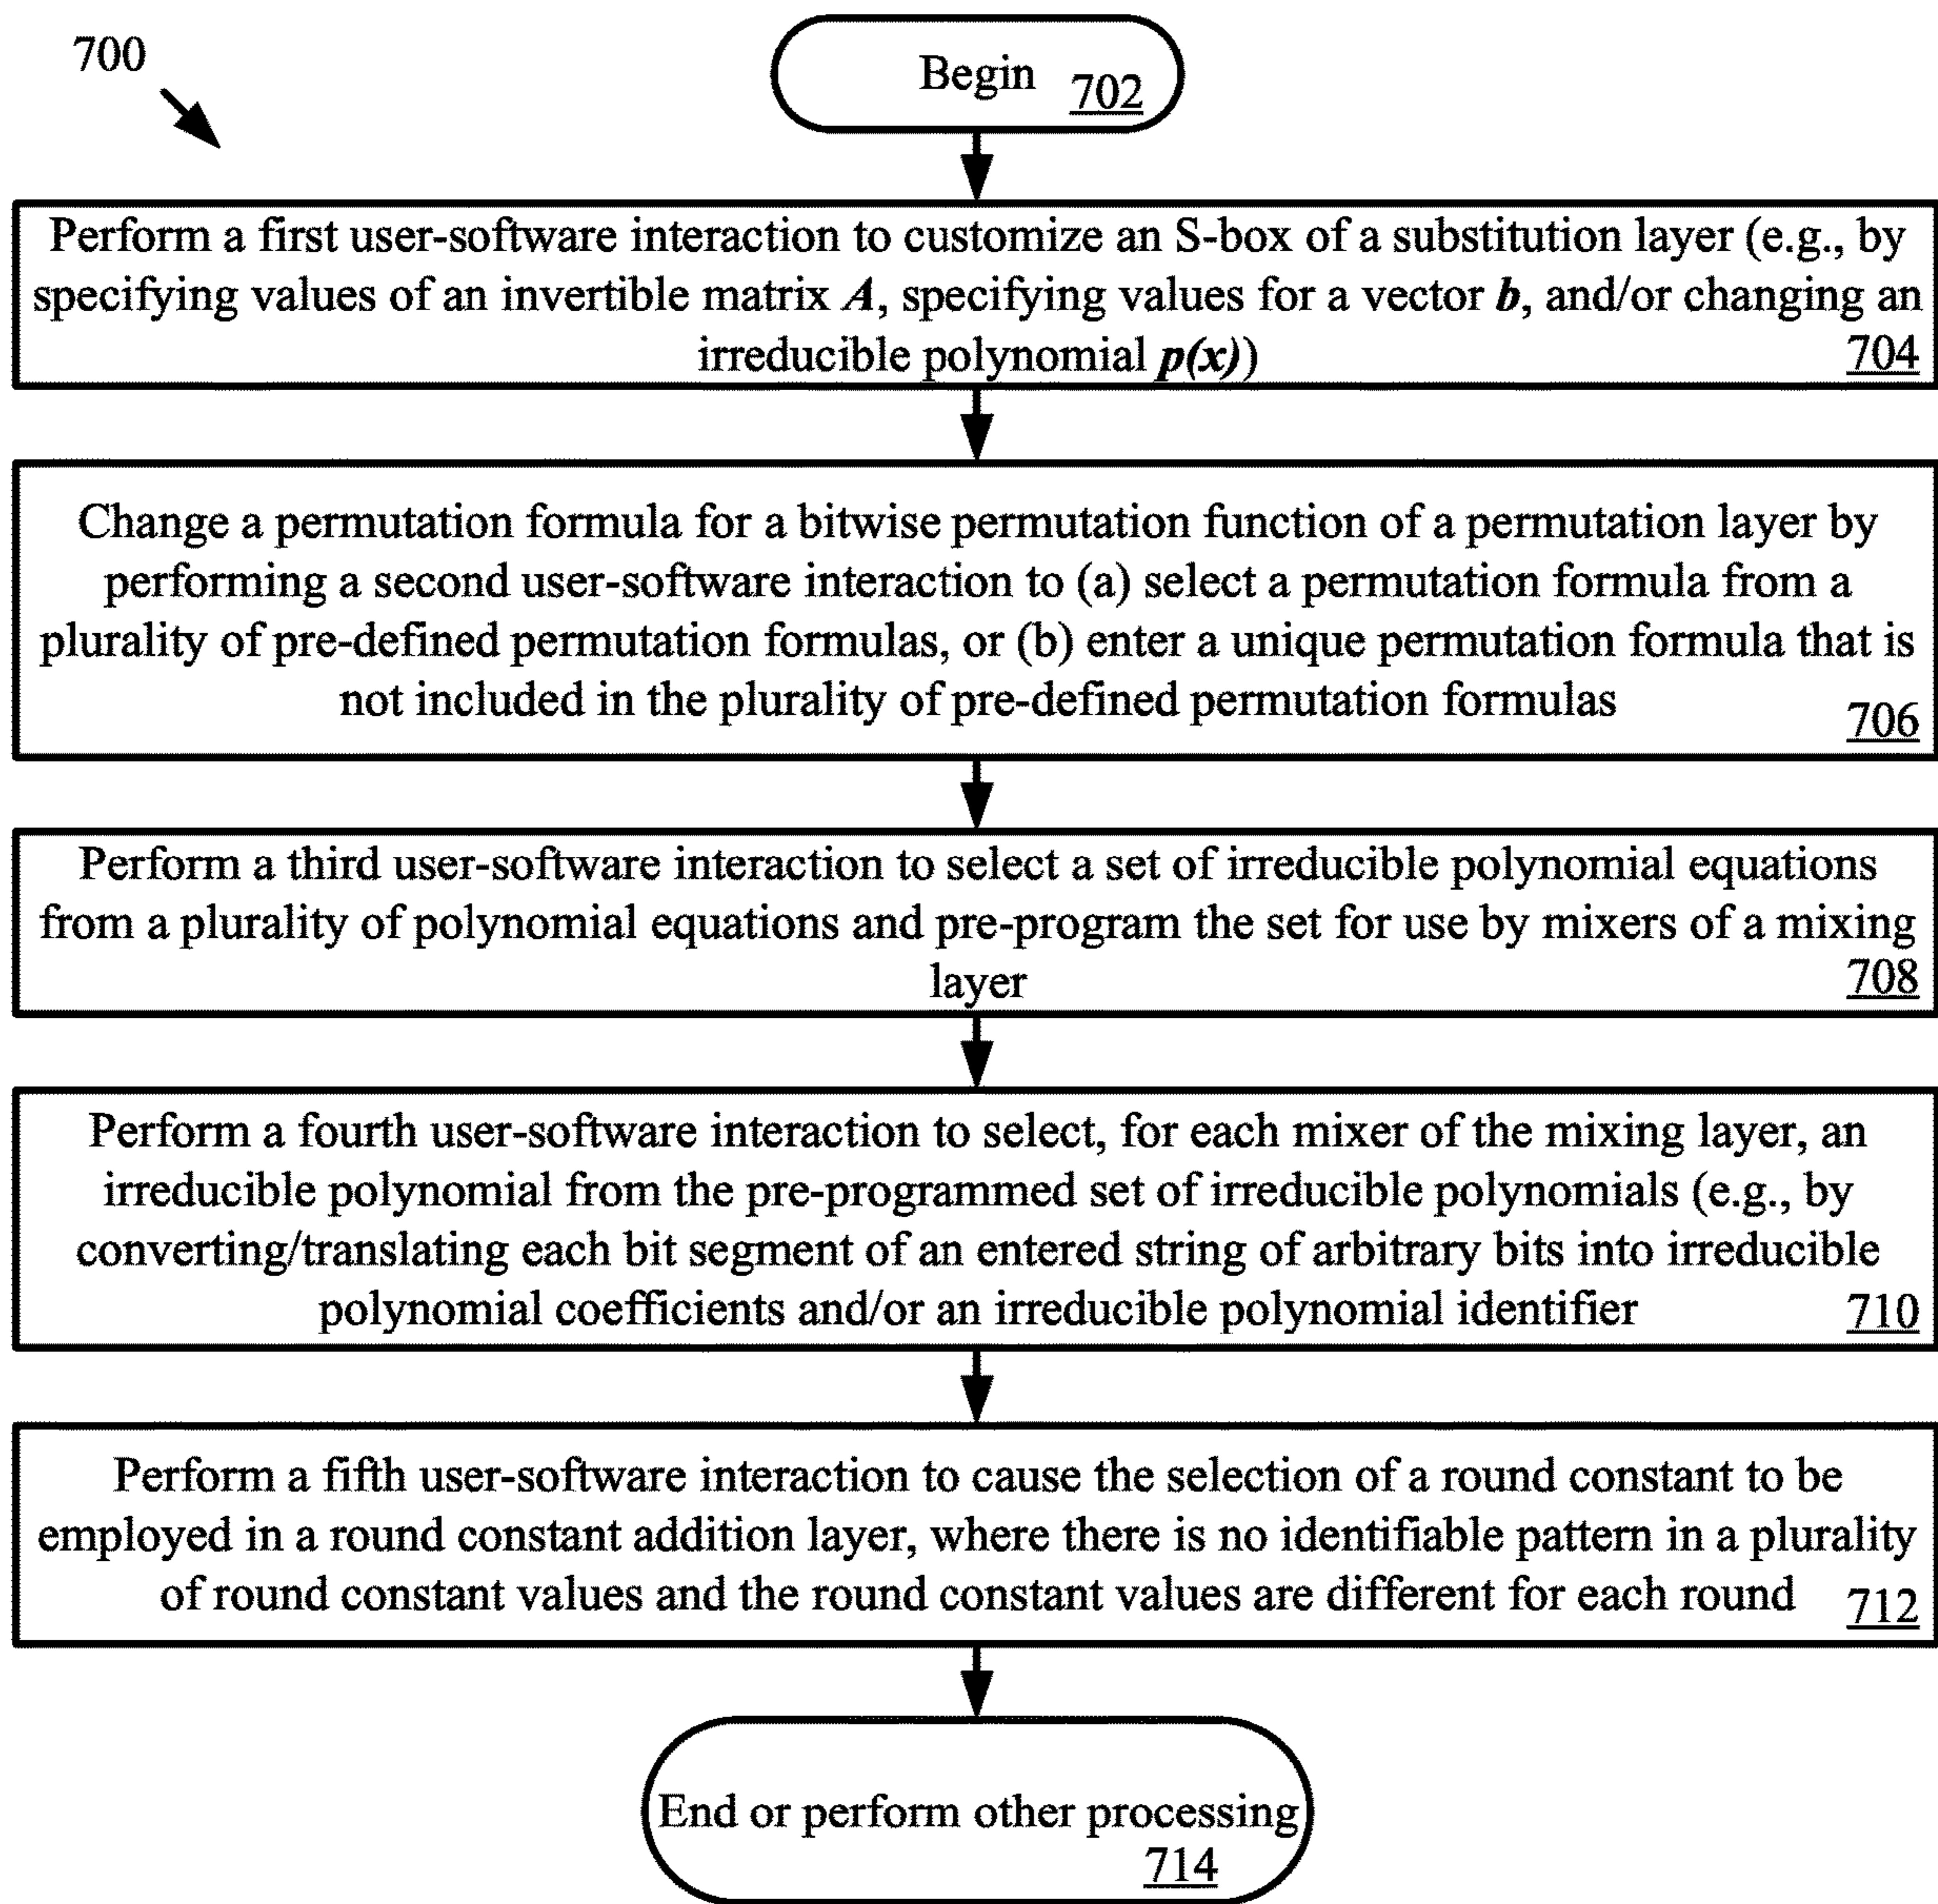 700
Begin 702
Perform a first user-software interaction to customize an S-box of a substitution layer (e.g., by
specifying values of an invertible matrix A, specifying values for a vector b, and/or changing an
irreducible polynomial p(x))
704
Change a permutation formula for a bitwise permutation function of a permutation layer by
performing a second user-software interaction to (a) select a permutation formula from a
plurality of pre-defined permutation formulas, or (b) enter a unique permutation formula that is
not included in the plurality of pre-defined permutation formulas
706
Perform a third user-software interaction to select a set of irreducible polynomial equations
from a plurality of polynomial equations and pre-program the set for use by mixers of a mixing
layer
708
Perform a fourth user-software interaction to select, for each mixer of the mixing layer, an
irreducible polynomial from the pre-programmed set of irreducible polynomials (e.g., by
converting/translating each bit segment of an entered string of arbitrary bits into irreducible
polynomial coefficients and/or an irreducible polynomial identifier
710
Perform a fifth user-software interaction to cause the selection of a round constant to be
employed in a round constant addition layer, where there is no identifiable pattern in a plurality
of round constant values and the round constant values are different for each round
712
End or perform other processing
714